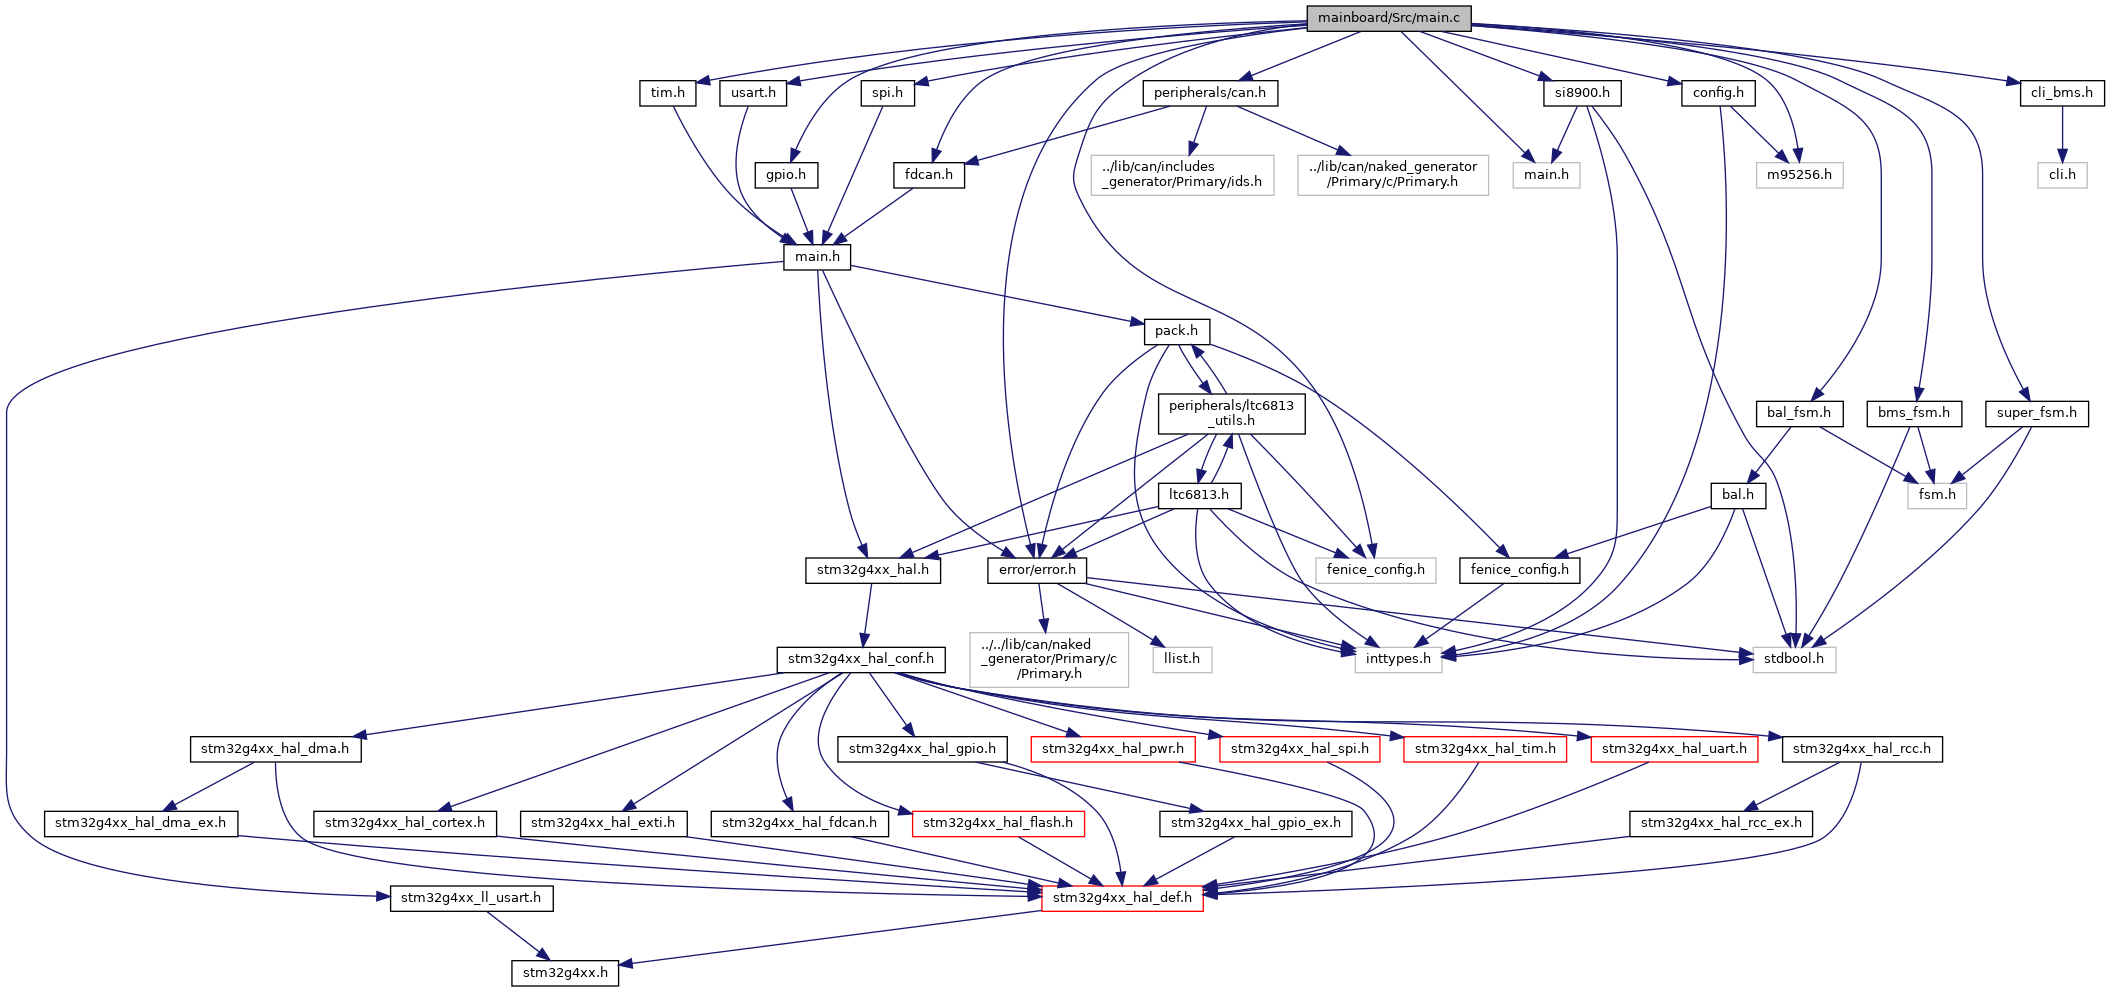 mainboard/Src/main.c
tim.h
usart.h
spi.h
peripherals/can.h
si8900.h
config.h
cli_bms.h
gpio.h
fdcan.h
../lib/can/includes
_generator/Primary/ids.h
../lib/can/naked_generator
/Primary/c/Primary.h
main.h
m95256.h
cli.h
main.h
pack.h
peripherals/ltc6813
_utils.h
bal_fsm.h
bms_fsm.h
super_fsm.h
ltc6813.h
bal.h
fsm.h
stm32g4xx_hal.h
error/error.h
fenice_config.h
fenice_config.h
stm32g4xx_hal_conf.h
../../lib/can/naked
_generator/Primary/c
/Primary.h
llist.h
inttypes.h
stdbool.h
stm32g4xx_hal_dma.h
stm32g4xx_hal_gpio.h
stm32g4xx_hal_pwr.h
stm32g4xx_hal_spi.h
stm32g4xx_hal_tim.h
stm32g4xx_hal_uart.h
stm32g4xx_hal_rcc.h
stm32g4xx_hal_dma_ex.h
stm32g4xx_hal_cortex.h
stm32g4xx_hal_exti.h
stm32g4xx_hal_fdcan.h
stm32g4xx_hal_flash.h
stm32g4xx_hal_gpio_ex.h
stm32g4xx_hal_rcc_ex.h
stm32g4xx_ll_usart.h
stm32g4xx_hal_def.h
stm32g4xx.h